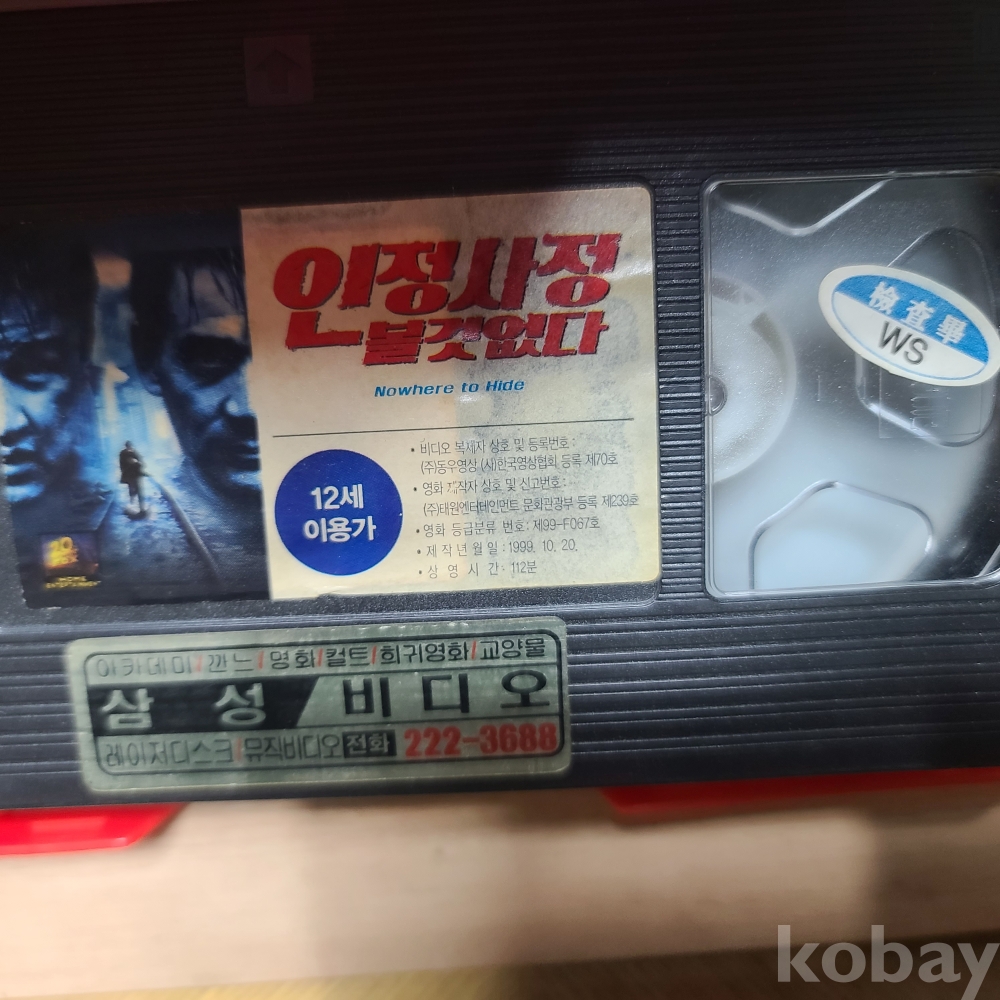 인정사정
볼것없다
Nowhere to Hide
12세
이용가
• 비디오 복제자 상호 및 등록번호 :
(주)동우영상 (사)한국영상협회 등록 제70호
• 영화 제작자 상호 및 신고번호 :
(주)태원엔터테인먼트 문화관광부 등록 제239호
• 영화 등급분류 번호 : 제99-F067호
• 제 작 년 월 일 : 1999. 10. 20.
• 상 영 시 간 : 112분
檢查畢
WS
아카데미/깐느/명화/컬트/희귀영화/교양물
삼성/비디오
레이저디스크/뮤직비디오 전화 222-3688
kobay